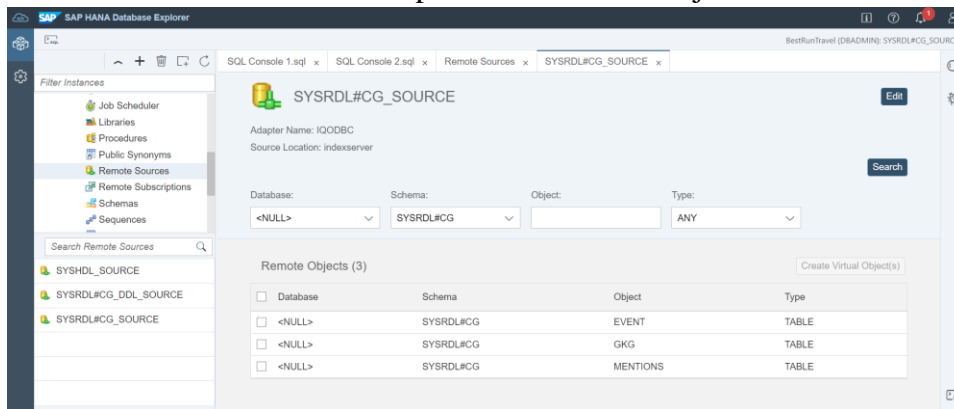 SAP SAP HANA Database Explorer
1
SQL
BestRunTravel (DBADMIN): SYSRDL#CG_SOURC
SQL Console 1.sql x SQL Console 2.sql x Remote Sources x SYSRDL#CG_SOURCE x
Filter Instances
Job Scheduler
Libraries
Procedures
Public Synonyms
Remote Sources
Remote Subscriptions
Schemas
Sequences
Search Remote Sources
SYSHDL_SOURCE
SYSRDL#CG_DDL_SOURCE
SYSRDL#CG_SOURCE
SYSRDL#CG_SOURCE
Edit
Adapter Name: IQODBC
Source Location: indexserver
Search
Database: Schema: Object: Type:
<NULL> SYSRDL#CG ANY
Remote Objects (3) Create Virtual Object(s)
Database Schema Object Type
<NULL> SYSRDL#CG EVENT TABLE
<NULL> SYSRDL#CG GKG TABLE
<NULL> SYSRDL#CG MENTIONS TABLE